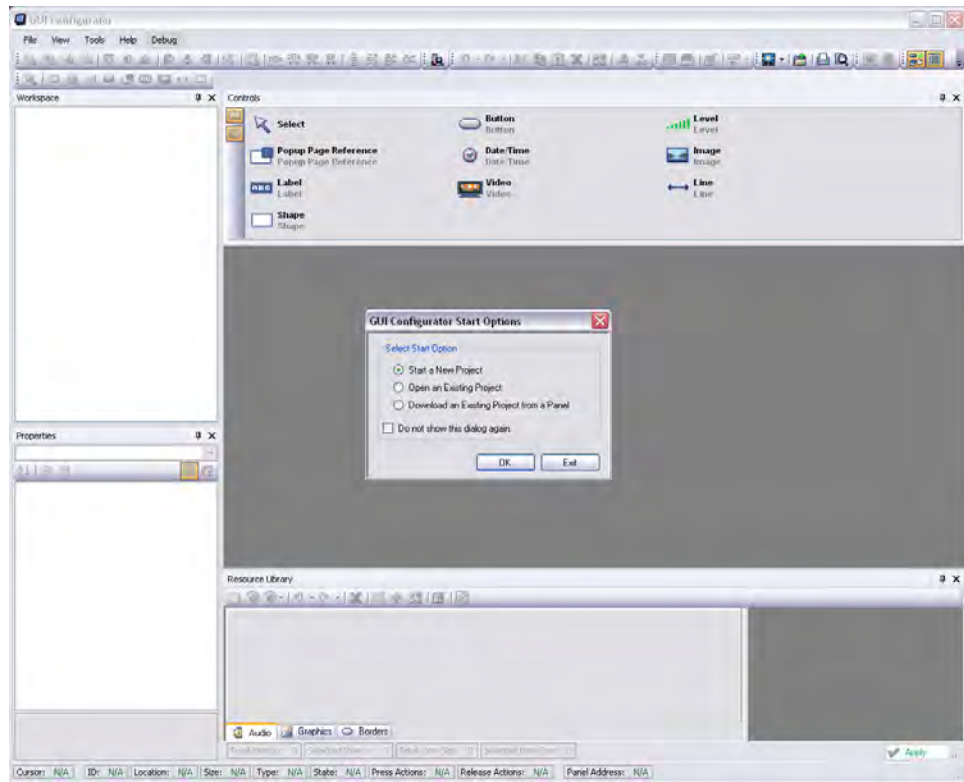 GUI Configurator
File View Tools Help Debug
Workspace
Controls
Select
Button
Button
Level
Level
Popup Page Reference
Popup Page Reference
Date/Time
Date/Time
Image
Image
ABC
Label
Label
Video
Video
Line
Line
Shape
Shape
GUI Configurator Start Options
Select Start Option
Start a New Project
Open an Existing Project
Download an Existing Project from a Panel
Do not show this dialog again.
OK Exit
Properties
Resource Library
Audio Graphics Borders
Apply
Cursor: N/A ID: N/A Location: N/A Size: N/A Type: N/A State: N/A Press Actions: N/A Release Actions: N/A Panel Address: N/A